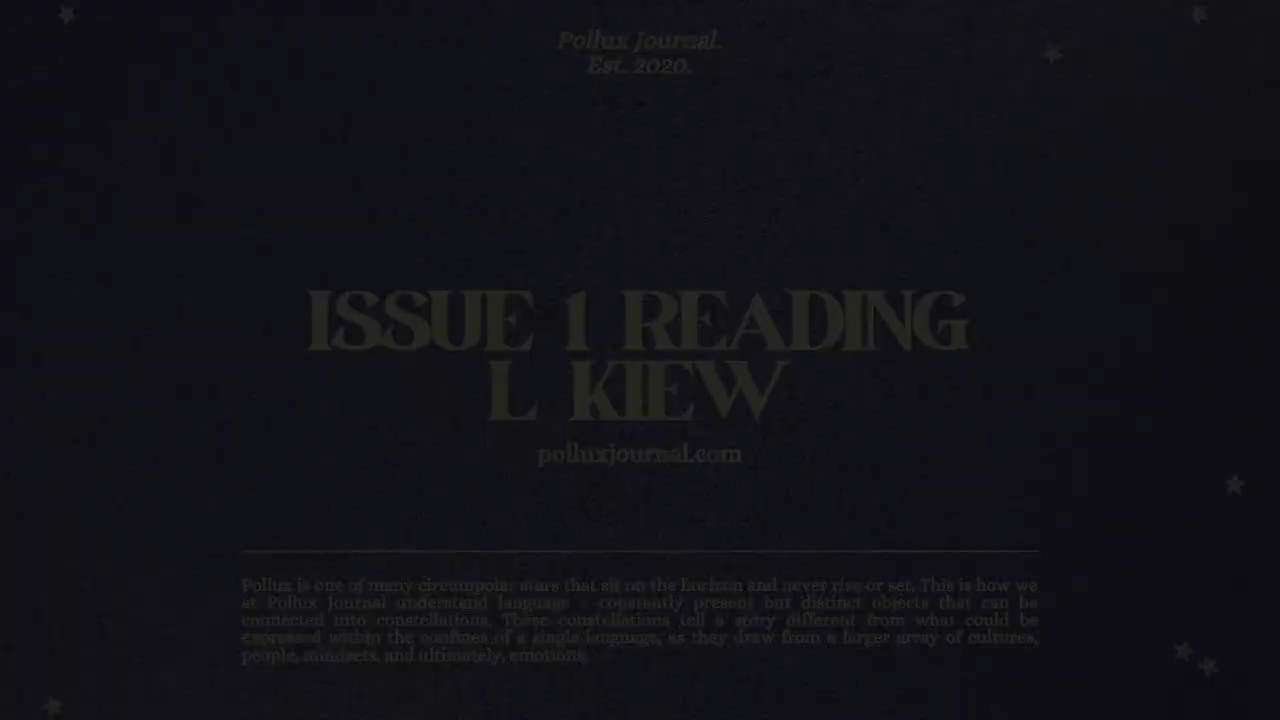 Pollux Journal.
Est. 2020.
ISSUE 1 READING
L KIEW
polluxjournal.com
Pollux is one of many circumpolar stars that sit on the horizon and never rise or set. This is how we
at Pollux Journal understand language - constantly present but distinct objects that can be
connected into constellations. These constellations tell a story different from what could be
expressed within the confines of a single language, as they draw from a larger array of cultures,
people, mindsets, and ultimately, emotions.